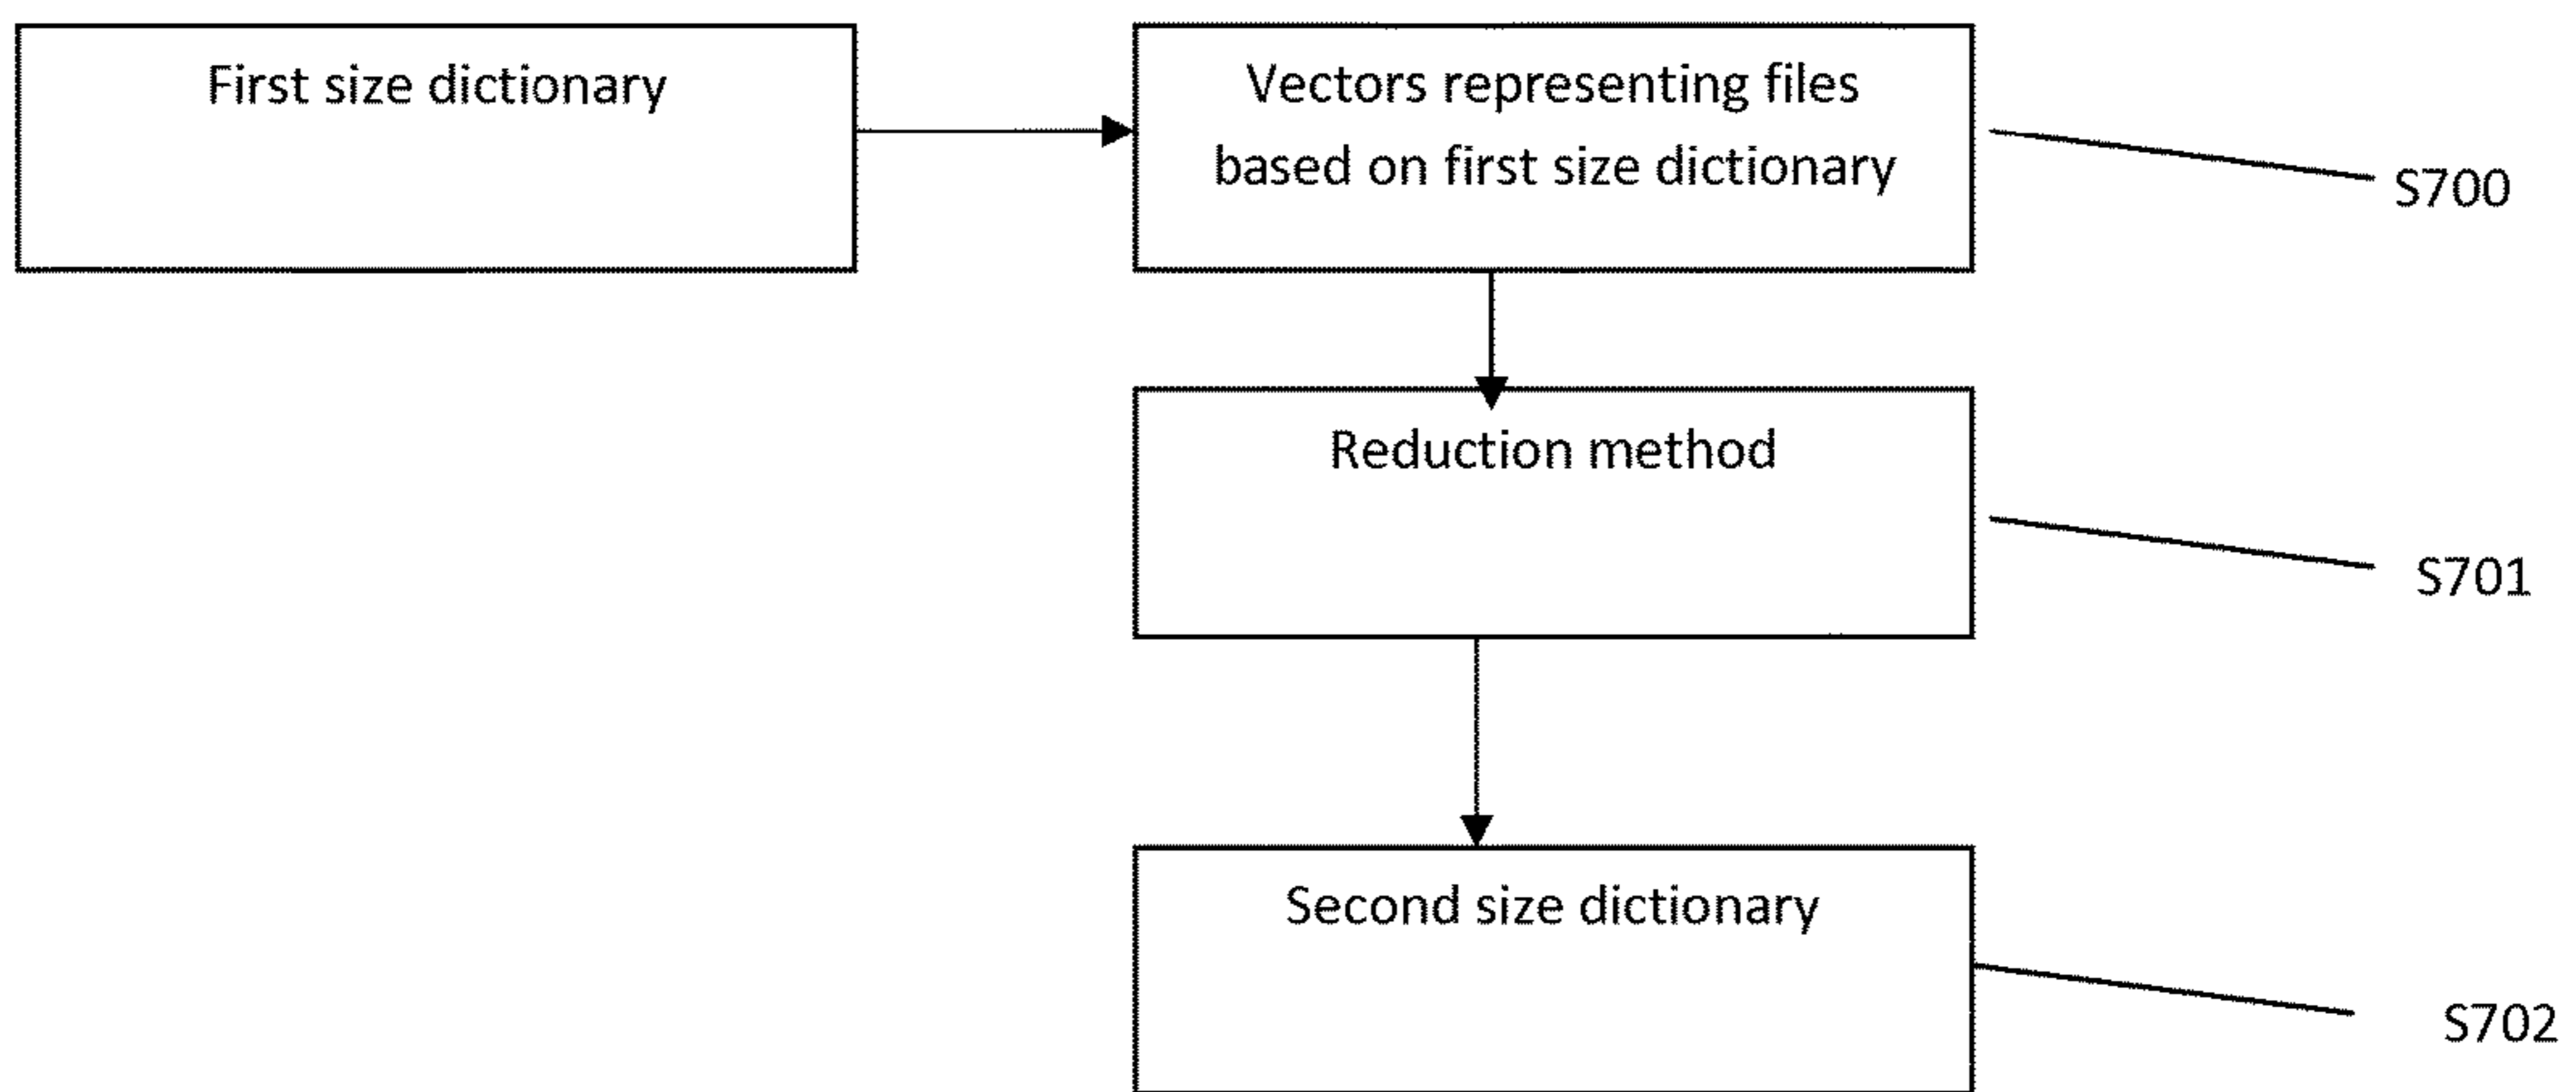 First size dictionary
Vectors representing files
based on first size dictionary
S700
Reduction method
S701
Second size dictionary
S702